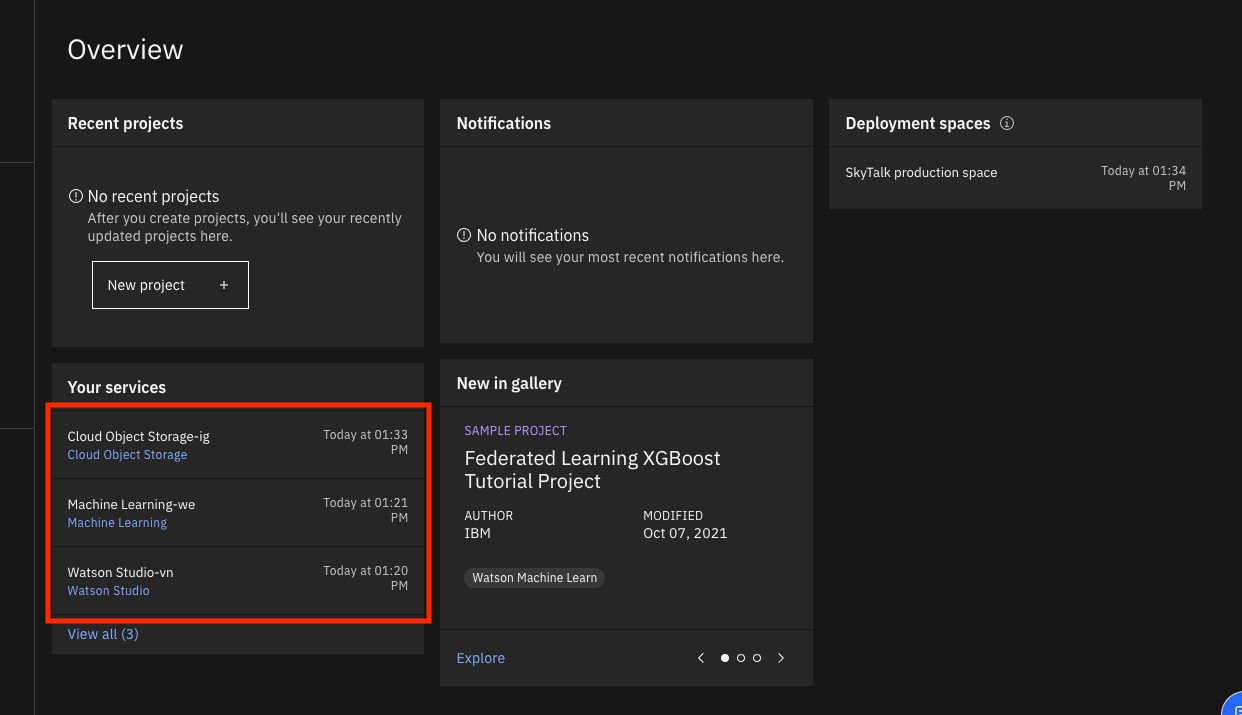 Overview
Recent projects
No recent projects
After you create projects, you'll see your recently
updated projects here.
New project +
Notifications
No notifications
You will see your most recent notifications here.
Deployment spaces
SkyTalk production space
Today at 01:34
PM
Your services
Cloud Object Storage-ig
Cloud Object Storage
Today at 01:33
PM
Machine Learning-we
Machine Learning
Today at 01:21
PM
Watson Studio-vn
Watson Studio
Today at 01:20
PM
View all (3)
New in gallery
SAMPLE PROJECT
Federated Learning XGBoost
Tutorial Project
AUTHOR
IBM
MODIFIED
Oct 07, 2021
Watson Machine Learn
Explore